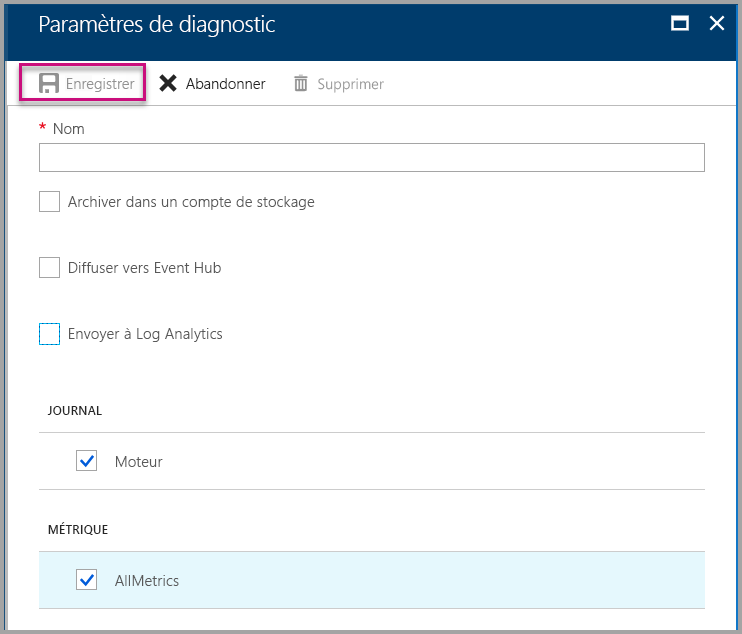 Paramètres de diagnostic
Enregistrer Abandonner Supprimer
* Nom
Archiver dans un compte de stockage
Diffuser vers Event Hub
Envoyer à Log Analytics
JOURNAL
Moteur
MÉTRIQUE
AllMetrics